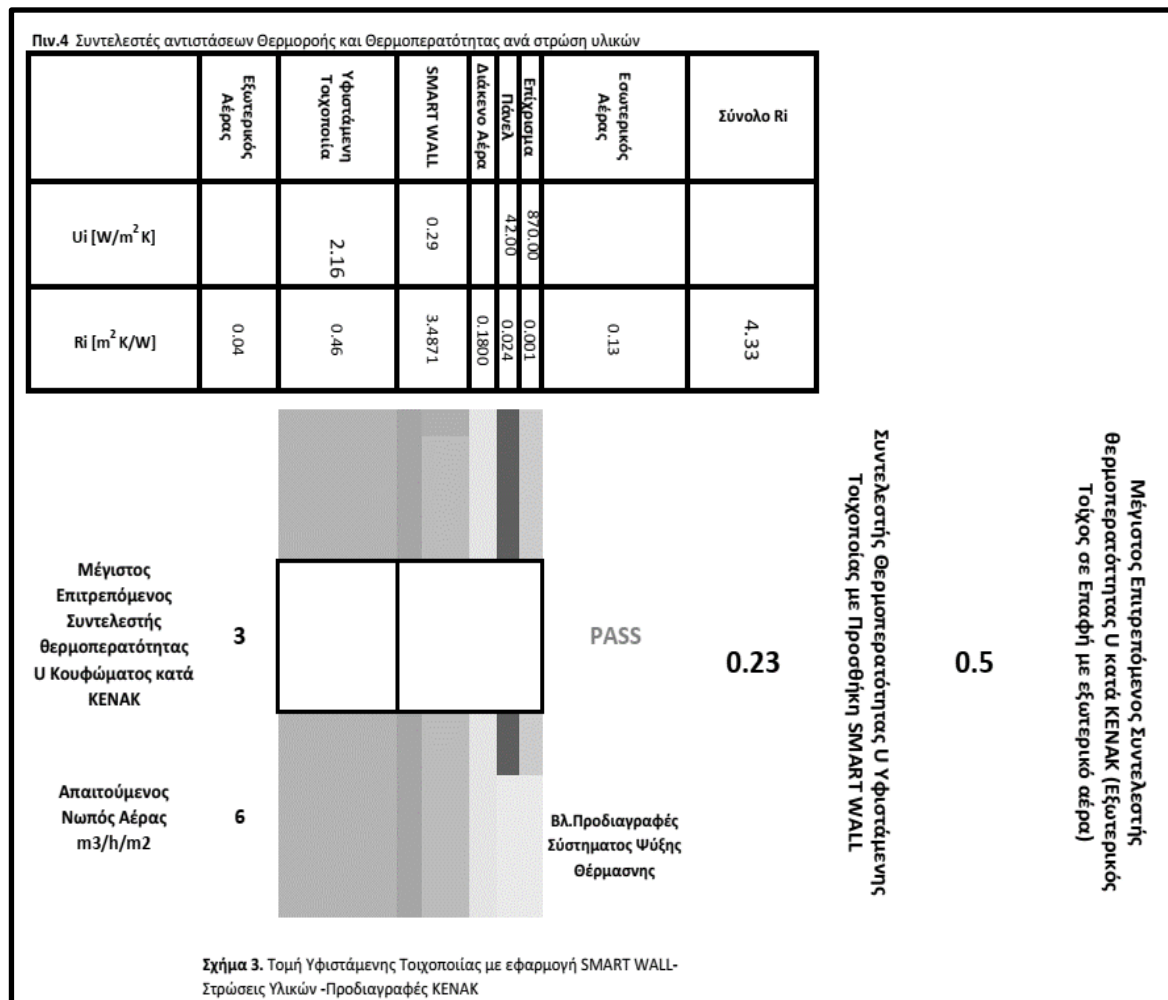 Πιν.4 Συντελεστές αντιστάσεων Θερμοροής και Θερμοπερατότητας ανά στρώση υλικών
Εξωτερικός
Αέρας
Υφιστάμενη
Τοιχοποιία
SMART WALL
Διάκενο Αέρα
Πάνελ
Επίχρισμα
Εσωτερικός
Αέρας
Σύνολο Ri
Ui [W/m² K]
2.16
0.29
42.00
870.00
Ri [m² K/W]
0.04
0.46
3.4871
0.1800
0.024
0.001
0.13
4.33
Μέγιστος
Επιτρεπόμενος
Συντελεστής
θερμοπερατότητας
U Κουφώματος κατά
ΚΕΝΑΚ
3
PASS
0.23
Συντελεστής Θερμοπερατότητας U Υφιστάμενης
Τοιχοποιίας με Προσθήκη SMART WALL
0.5
Μέγιστος Επιτρεπόμενος Συντελεστής
θερμοπερατόττητας U κατά ΚΕΝΑΚ (Εξωτερικός
Τοίχος σε Επαφή με εξωτερικό αέρα)
Απαιτούμενος
Νωπός Αέρας
m3/h/m2
6
Βλ.Προδιαγραφές
Σύστηματος Ψύξης
Θέρμασνης
Σχήμα 3. Τομή Υφιστάμενης Τοιχοποιίας με εφαρμογή SMART WALL-
Στρώσεις Υλικών -Προδιαγραφές ΚΕΝΑΚ